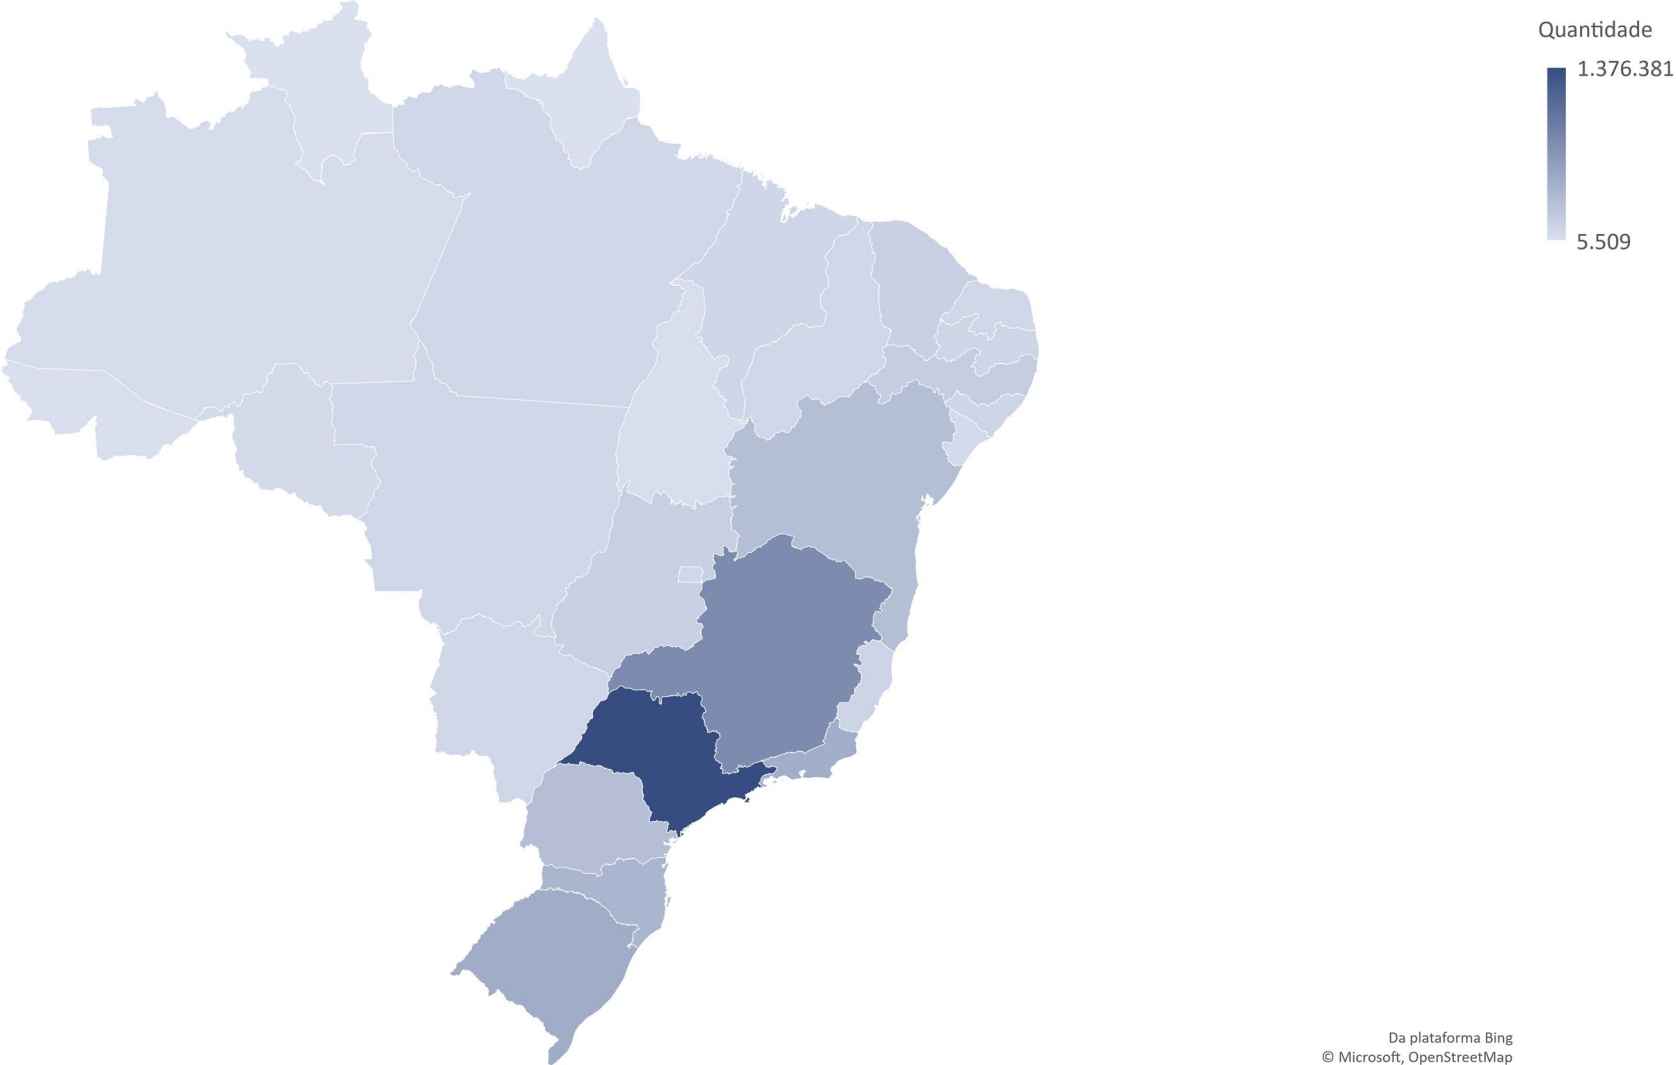 Quantidade
1.376.381
5.509
Da plataforma Bing
© Microsoft, OpenStreetMap